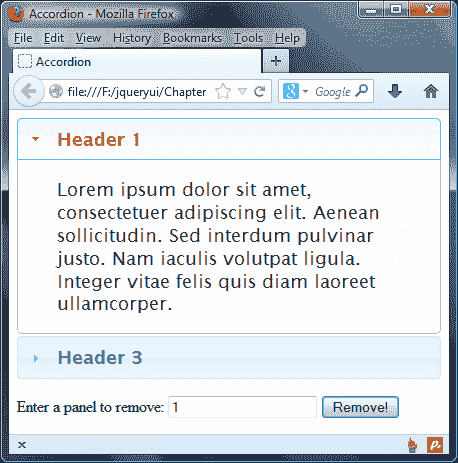 Accordion - Mozilla Firefox
File Edit View History Bookmarks Tools Help
Accordion
file:///F:/jqueryui/Chapter
Google
Header 1
Lorem ipsum dolor sit amet,
consectetuer adipiscing elit. Aenean
sollicitudin. Sed interdum pulvinar
justo. Nam iaculis volutpat ligula.
Integer vitae felis quis diam laoreet
ullamcorper.
Header 3
Enter a panel to remove: 1 Remove!